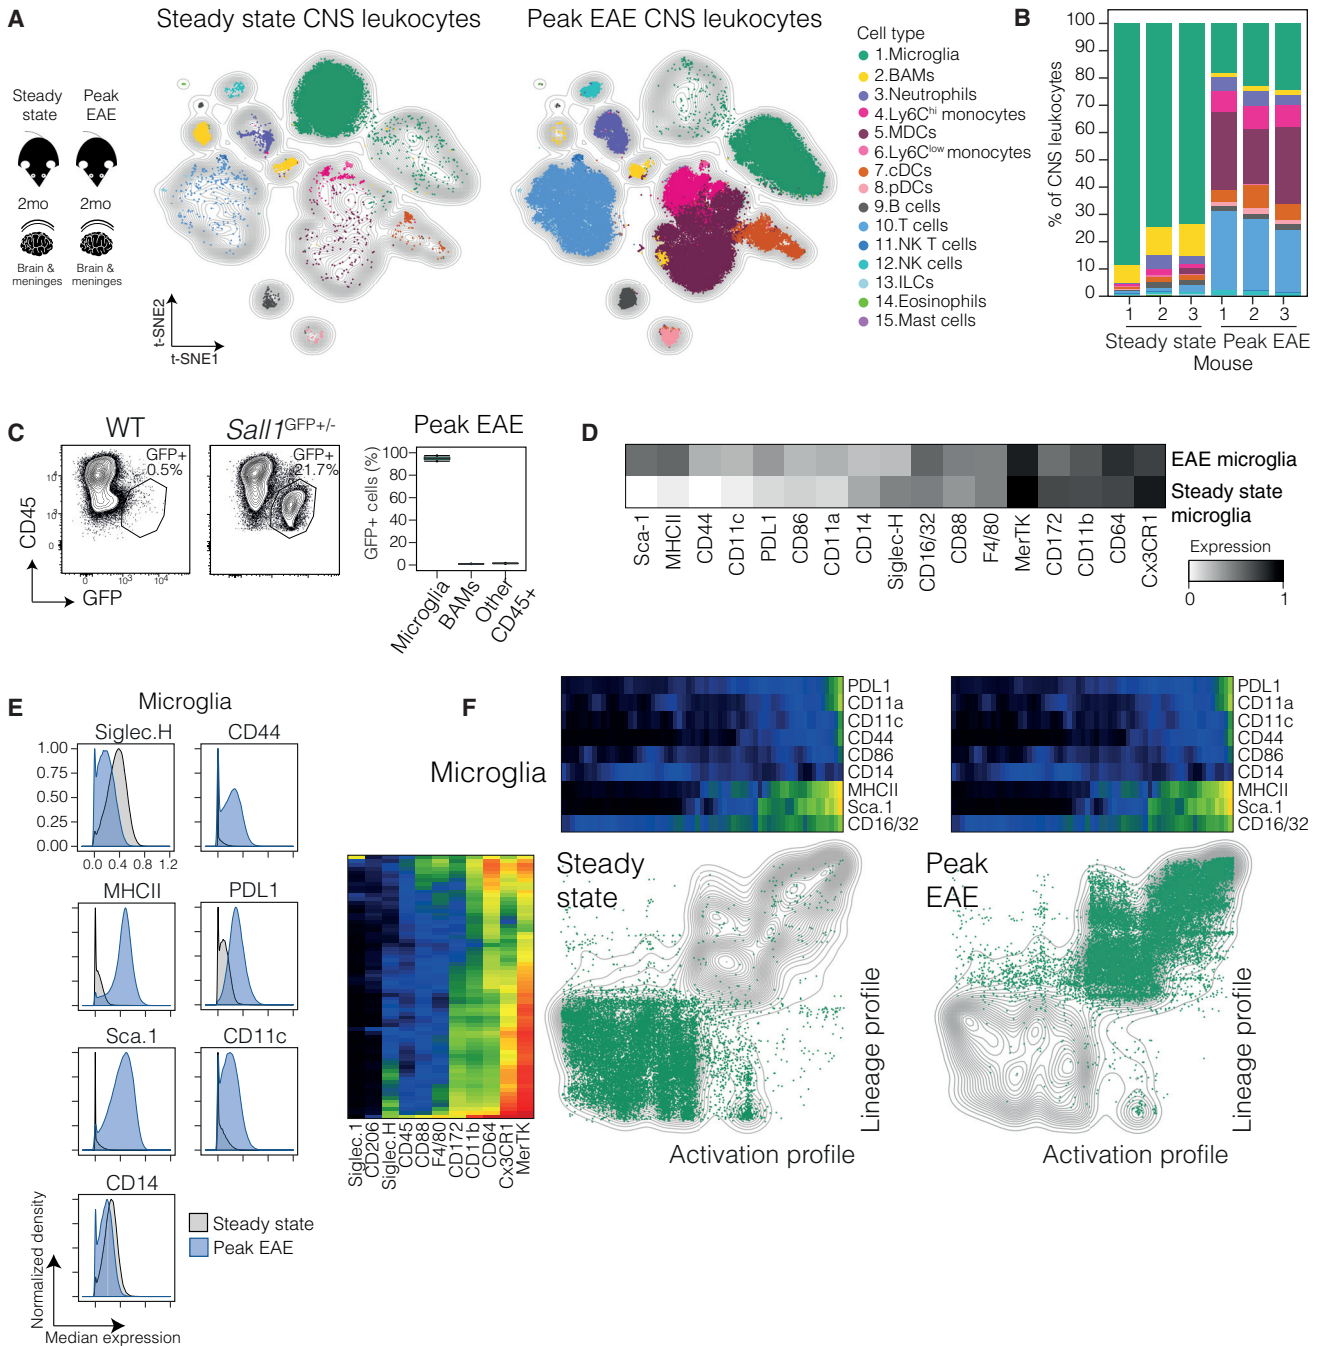 A
Steady state CNS leukocytes
Peak EAE CNS leukocytes
Steady state
Peak EAE
2mo
2mo
Brain & meninges
Brain & meninges
t-SNE2
t-SNE1
Cell type
1.Microglia
2.BAMs
3.Neutrophils
4.Ly6Chi monocytes
5.MDCs
6.Ly6Clow monocytes
7.cDCs
8.pDCs
9.B cells
10.T cells
11.NK T cells
12.NK cells
13.ILCs
14.Eosinophils
15.Mast cells
B
% of CNS leukocytes
100
90
80
70
60
50
40
30
20
10
0
1 2 3 1 2 3
Steady state Peak EAE
Mouse
C
WT
Sall1GFP+/-
GFP+
0.5%
GFP+
21.7%
CD45
GFP
10^4
10^3
0
0 10^3 10^4
Peak EAE
GFP+ cells (%)
100
80
60
40
20
0
Microglia
BAMs
Other CD45+
D
EAE microglia
Steady state microglia
Sca-1
MHCII
CD44
CD11c
PDL1
CD86
CD11a
CD14
Siglec-H
CD16/32
CD88
F4/80
MerTK
CD172
CD11b
CD64
Cx3CR1
Expression
0 1
E
Microglia
Siglec.H
CD44
1.00
0.75
0.50
0.25
0.00
0.0 0.4 0.8 1.2
MHCII
PDL1
Sca.1
CD11c
CD14
Normalized density
Median expression
Steady state
Peak EAE
F
Microglia
PDL1
CD11a
CD11c
CD44
CD86
CD14
MHCII
Sca.1
CD16/32
PDL1
CD11a
CD11c
CD44
CD86
CD14
MHCII
Sca.1
CD16/32
Siglec.1
CD206
Siglec.H
CD45
CD88
F4/80
CD172
CD11b
CD64
Cx3CR1
MerTK
Steady state
Lineage profile
Activation profile
Peak EAE
Lineage profile
Activation profile